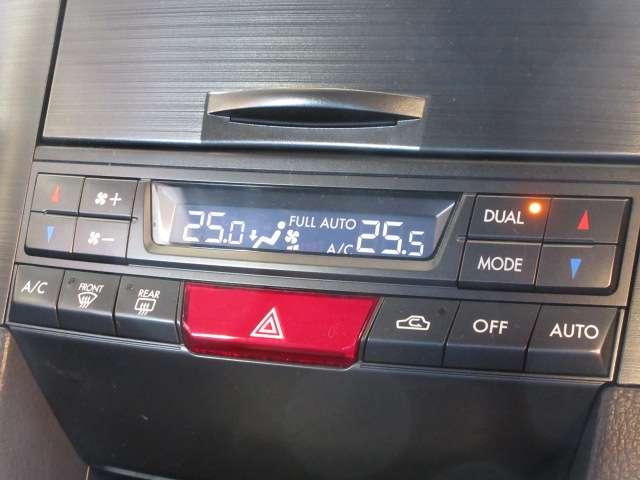 25.0 FULL AUTO A/C 25.5
DUAL
MODE
A/C FRONT REAR OFF AUTO